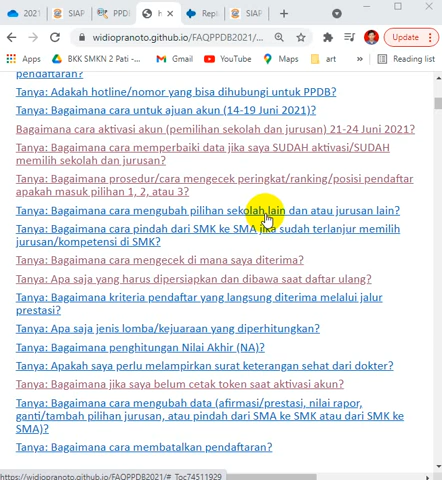 2021
SIAP
PPDB
h
Repl
SIAP
widiopranoto.github.io/FAQPPDB2021/...
Update
BKK SMKN 2 Pati -...
Gmail
YouTube
Maps
art
»
Reading list
pendaftaran?
Tanya: Adakah hotline/nomor yang bisa dihubungi untuk PPDB?
Tanya: Bagaimana cara untuk ajuan akun (14-19 Juni 2021)?
Bagaimana cara aktivasi akun (pemilihan sekolah dan jurusan) 21-24 Juni 2021?
Tanya: Bagaimana cara memperbaiki data jika saya SUDAH aktivasi/SUDAH
memilih sekolah dan jurusan?
Tanya: Bagaimana prosedur/cara mengecek peringkat/ranking/posisi pendaftar
apakah masuk pilihan 1, 2, atau 3?
Tanya: Bagaimana cara mengubah pilihan sekolah lain dan atau jurusan lain?
Tanya: Bagaimana cara pindah dari SMK ke SMA jika sudah terlanjur memilih
jurusan/kompetensi di SMK?
Tanya: Bagaimana cara mengecek di mana saya diterima?
Tanya: Apa saja yang harus dipersiapkan dan dibawa saat daftar ulang?
Tanya: Bagaimana kriteria pendaftar yang langsung diterima melalui jalur
prestasi?
Tanya: Apa saja jenis lomba/kejuaraan yang diperhitungkan?
Tanya: Bagaimana penghitungan Nilai Akhir (NA)?
Tanya: Apakah saya perlu melampirkan surat keterangan sehat dari dokter?
Tanya: Bagaimana jika saya belum cetak token saat aktivasi akun?
Tanya: Bagaimana cara mengubah data (afirmasi/prestasi, nilai rapor,
ganti/tambah pilihan jurusan, atau pindah dari SMA ke SMK atau dari SMK ke
SMA)?
Tanya: Bagaimana cara membatalkan pendaftaran?
https://widiopranoto.github.io/FAQPPDB2021/#_Toc74511929